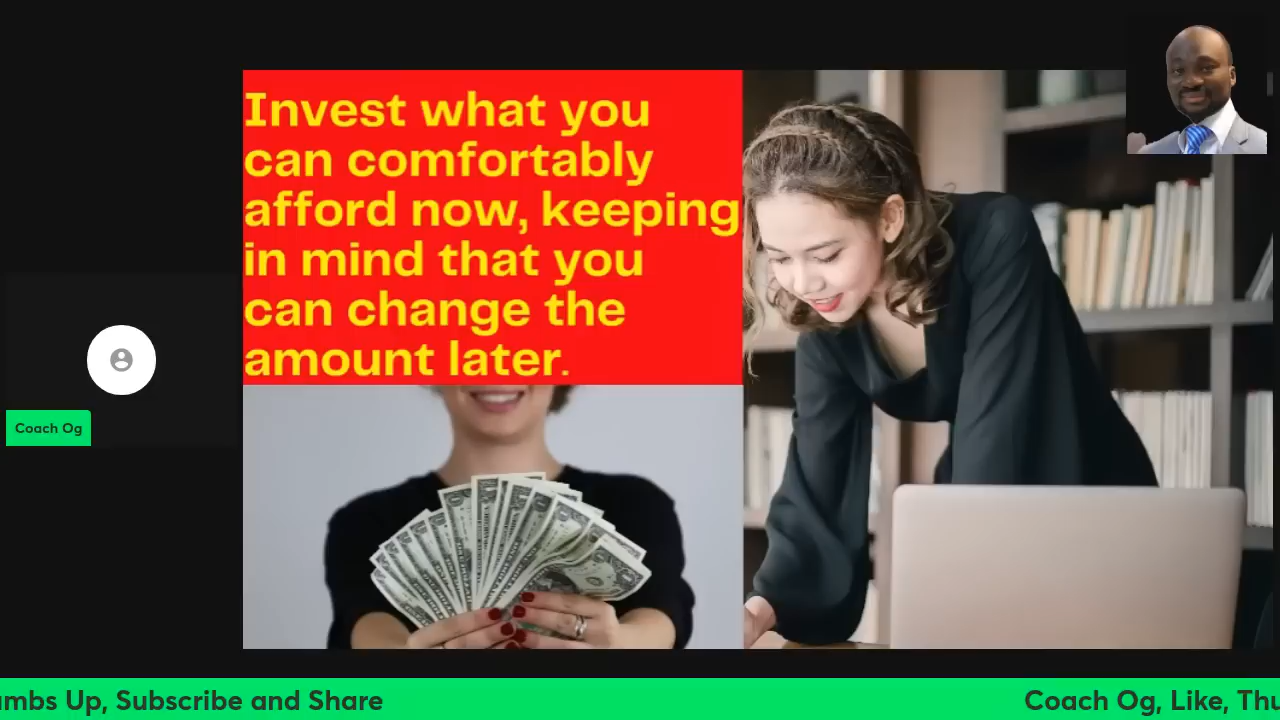 Invest what you
can comfortably
afford now, keeping
in mind that you
can change the
amount later.
Coach Og
umbs Up, Subscribe and Share
Coach Og, Like, Thu